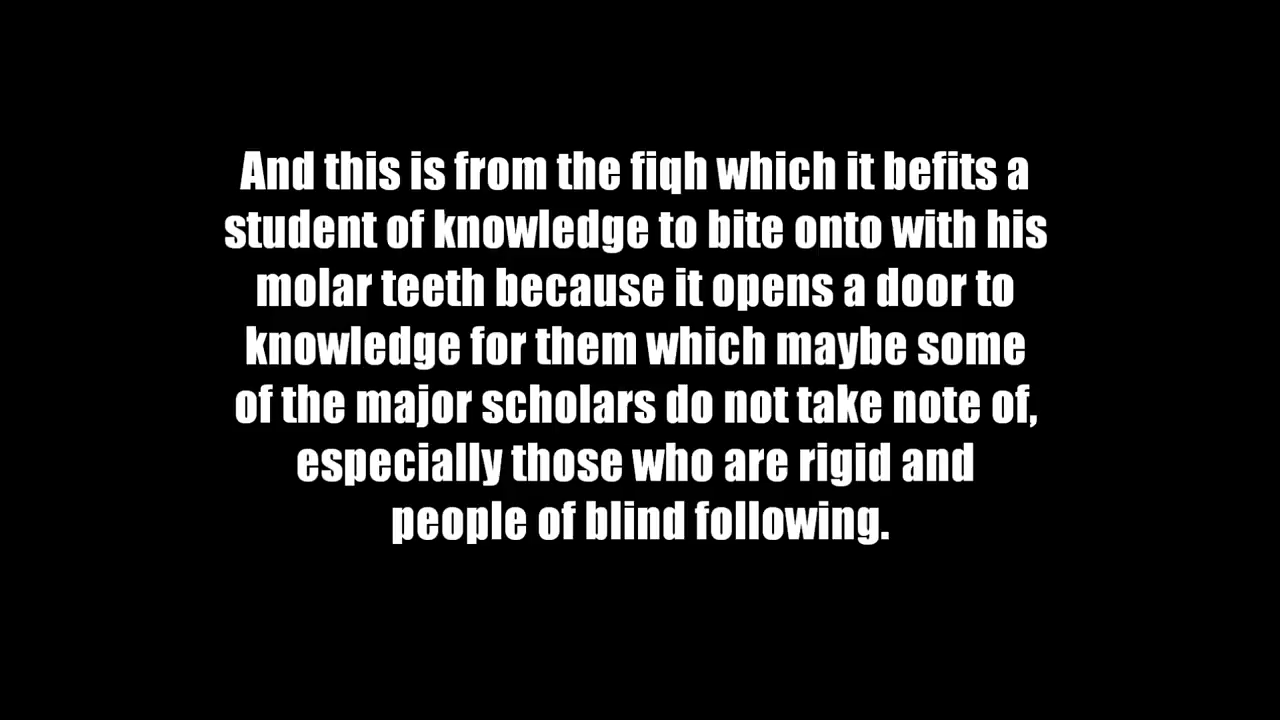 And this is from the fiqh which it befits a
student of knowledge to bite onto with his
molar teeth because it opens a door to
knowledge for them which maybe some
of the major scholars do not take note of,
especially those who are rigid and
people of blind following.